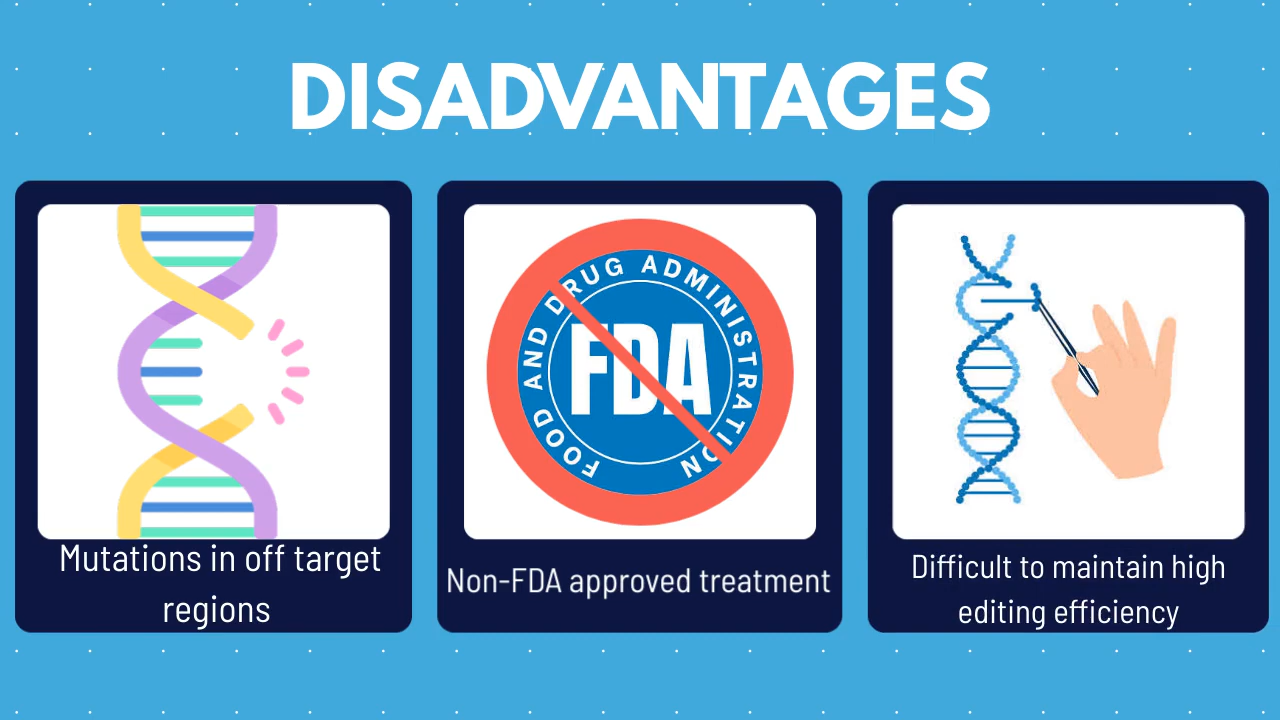 DISADVANTAGES
FOOD AND DRUG ADMINISTRATION
FDA
Mutations in off target
regions
Non-FDA approved treatment
Difficult to maintain high
editing efficiency